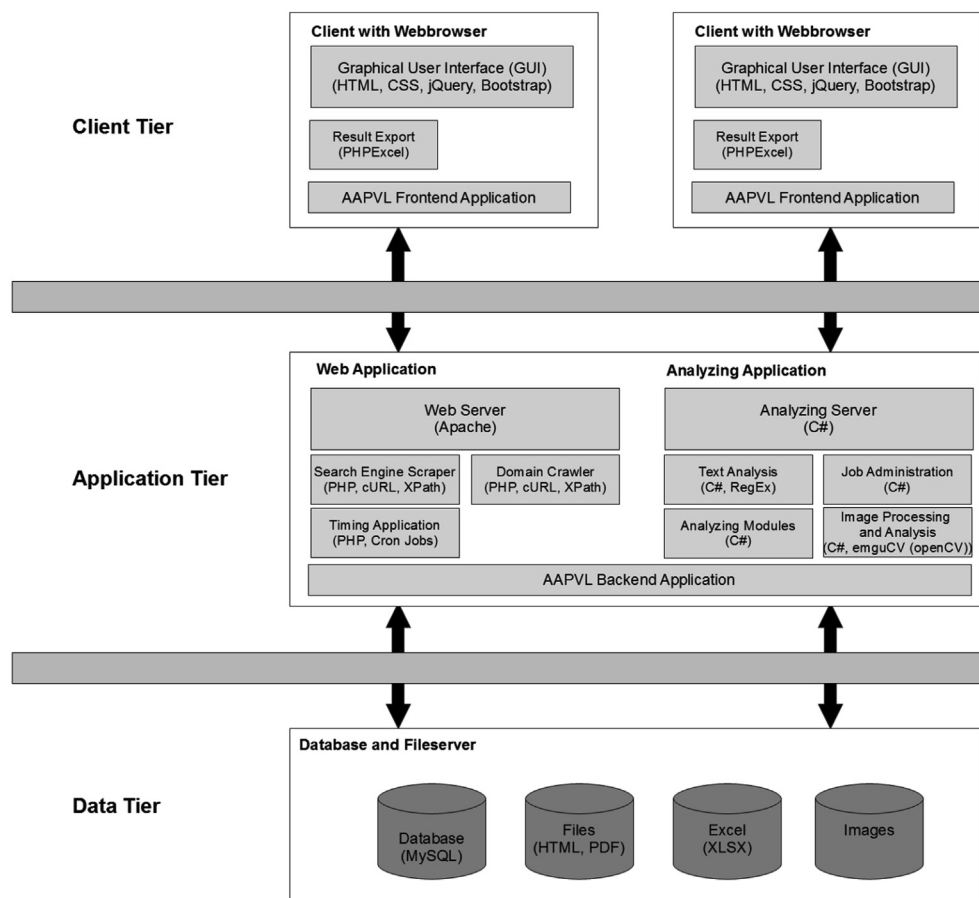 Client Tier
Client with Webbrowser
Graphical User Interface (GUI)
(HTML, CSS, jQuery, Bootstrap)
Result Export
(PHPExcel)
AAPVL Frontend Application
Client with Webbrowser
Graphical User Interface (GUI)
(HTML, CSS, jQuery, Bootstrap)
Result Export
(PHPExcel)
AAPVL Frontend Application
Application Tier
Web Application
Web Server
(Apache)
Search Engine Scraper
(PHP, cURL, XPath)
Domain Crawler
(PHP, cURL, XPath)
Timing Application
(PHP, Cron Jobs)
Analyzing Application
Analyzing Server
(C#)
Text Analysis
(C#, RegEx)
Job Administration
(C#)
Analyzing Modules
(C#)
Image Processing
and Analysis
(C#, emguCV (openCV))
AAPVL Backend Application
Data Tier
Database and Fileserver
Database
(MySQL)
Files
(HTML, PDF)
Excel
(XLSX)
Images